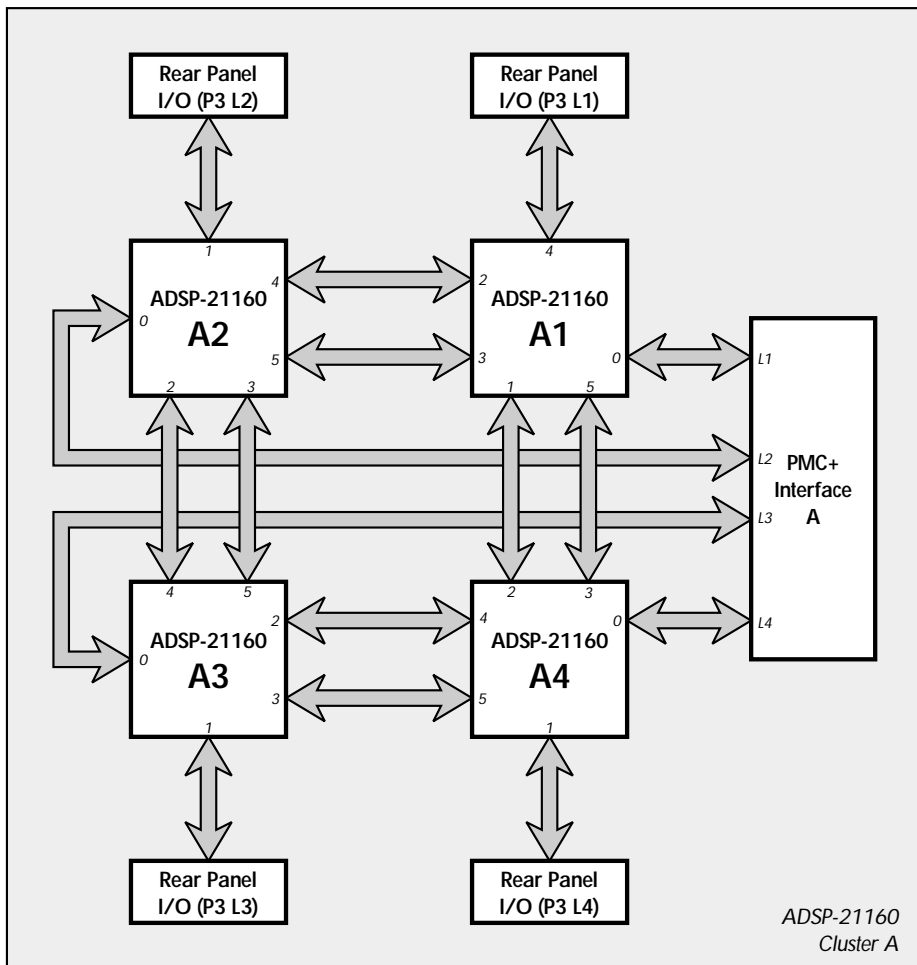 Rear Panel
I/O (P3 L2)
Rear Panel
I/O (P3 L1)
1
4
ADSP-21160
A2
0
4
5
2
3
ADSP-21160
A1
2
3
0
1
5
L1
L2
L3
L4
PMC+
Interface
A
4
5
ADSP-21160
A3
0
2
3
1
2
3
ADSP-21160
A4
4
5
0
1
Rear Panel
I/O (P3 L3)
Rear Panel
I/O (P3 L4)
ADSP-21160
Cluster A